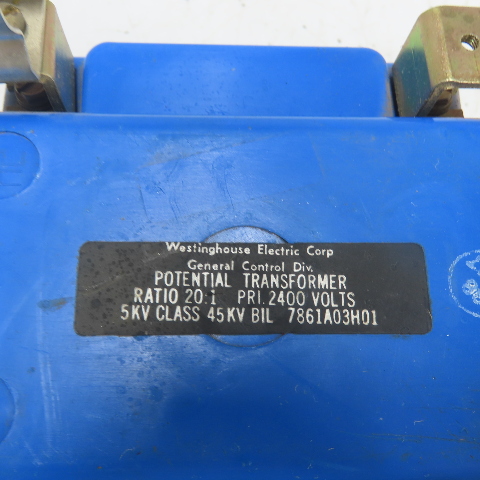 Westinghouse Electric Corp
General Control Div.
POTENTIAL TRANSFORMER
RATIO 20:1 PRI. 2400 VOLTS
5KV CLASS 45KV BIL 7861A03H01